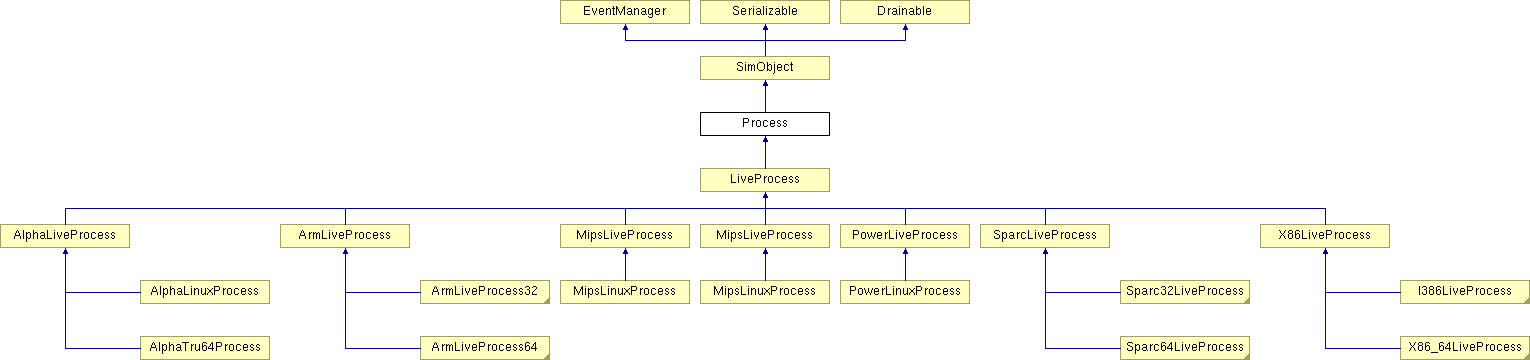 EventManager
Serializable
Drainable
SimObject
Process
LiveProcess
AlphaLiveProcess
ArmLiveProcess
MipsLiveProcess
MipsLiveProcess
PowerLiveProcess
SparcLiveProcess
X86LiveProcess
AlphaLinuxProcess
ArmLiveProcess32
MipsLinuxProcess
MipsLinuxProcess
PowerLinuxProcess
Sparc32LiveProcess
I386LiveProcess
AlphaTru64Process
ArmLiveProcess64
Sparc64LiveProcess
X86_64LiveProcess